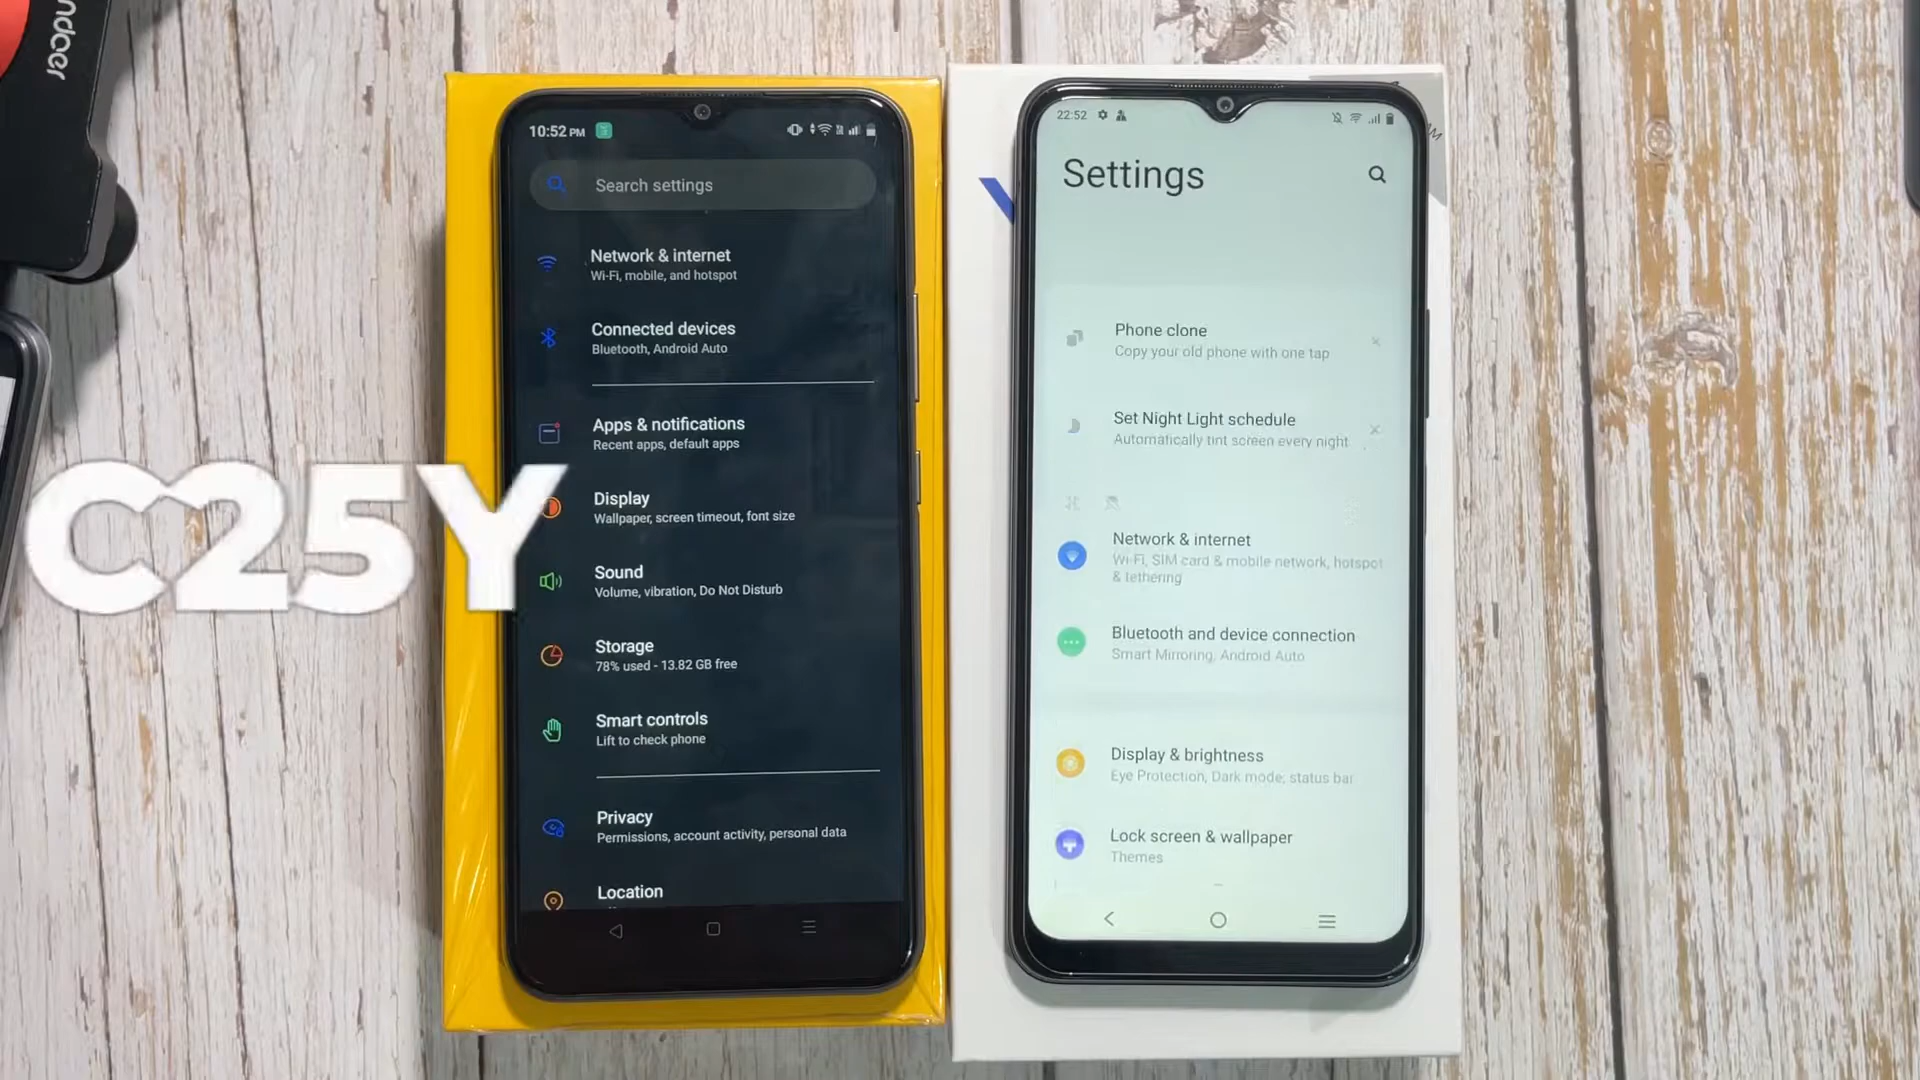 ndoer
C25Y
10:52 PM
Search settings
Network & internet
Wi-Fi, mobile, and hotspot
Connected devices
Bluetooth, Android Auto
Apps & notifications
Recent apps, default apps
Display
Wallpaper, screen timeout, font size
Sound
Volume, vibration, Do Not Disturb
Storage
78% used - 13.82 GB free
Smart controls
Lift to check phone
Privacy
Permissions, account activity, personal data
Location
22:52
Settings
Phone clone
Copy your old phone with one tap
Set Night Light schedule
Automatically tint screen every night
Network & internet
Wi-Fi, SIM card & mobile network, hotspot
& tethering
Bluetooth and device connection
Smart Mirroring, Android Auto
Display & brightness
Eye Protection, Dark mode, status bar
Lock screen & wallpaper
Themes